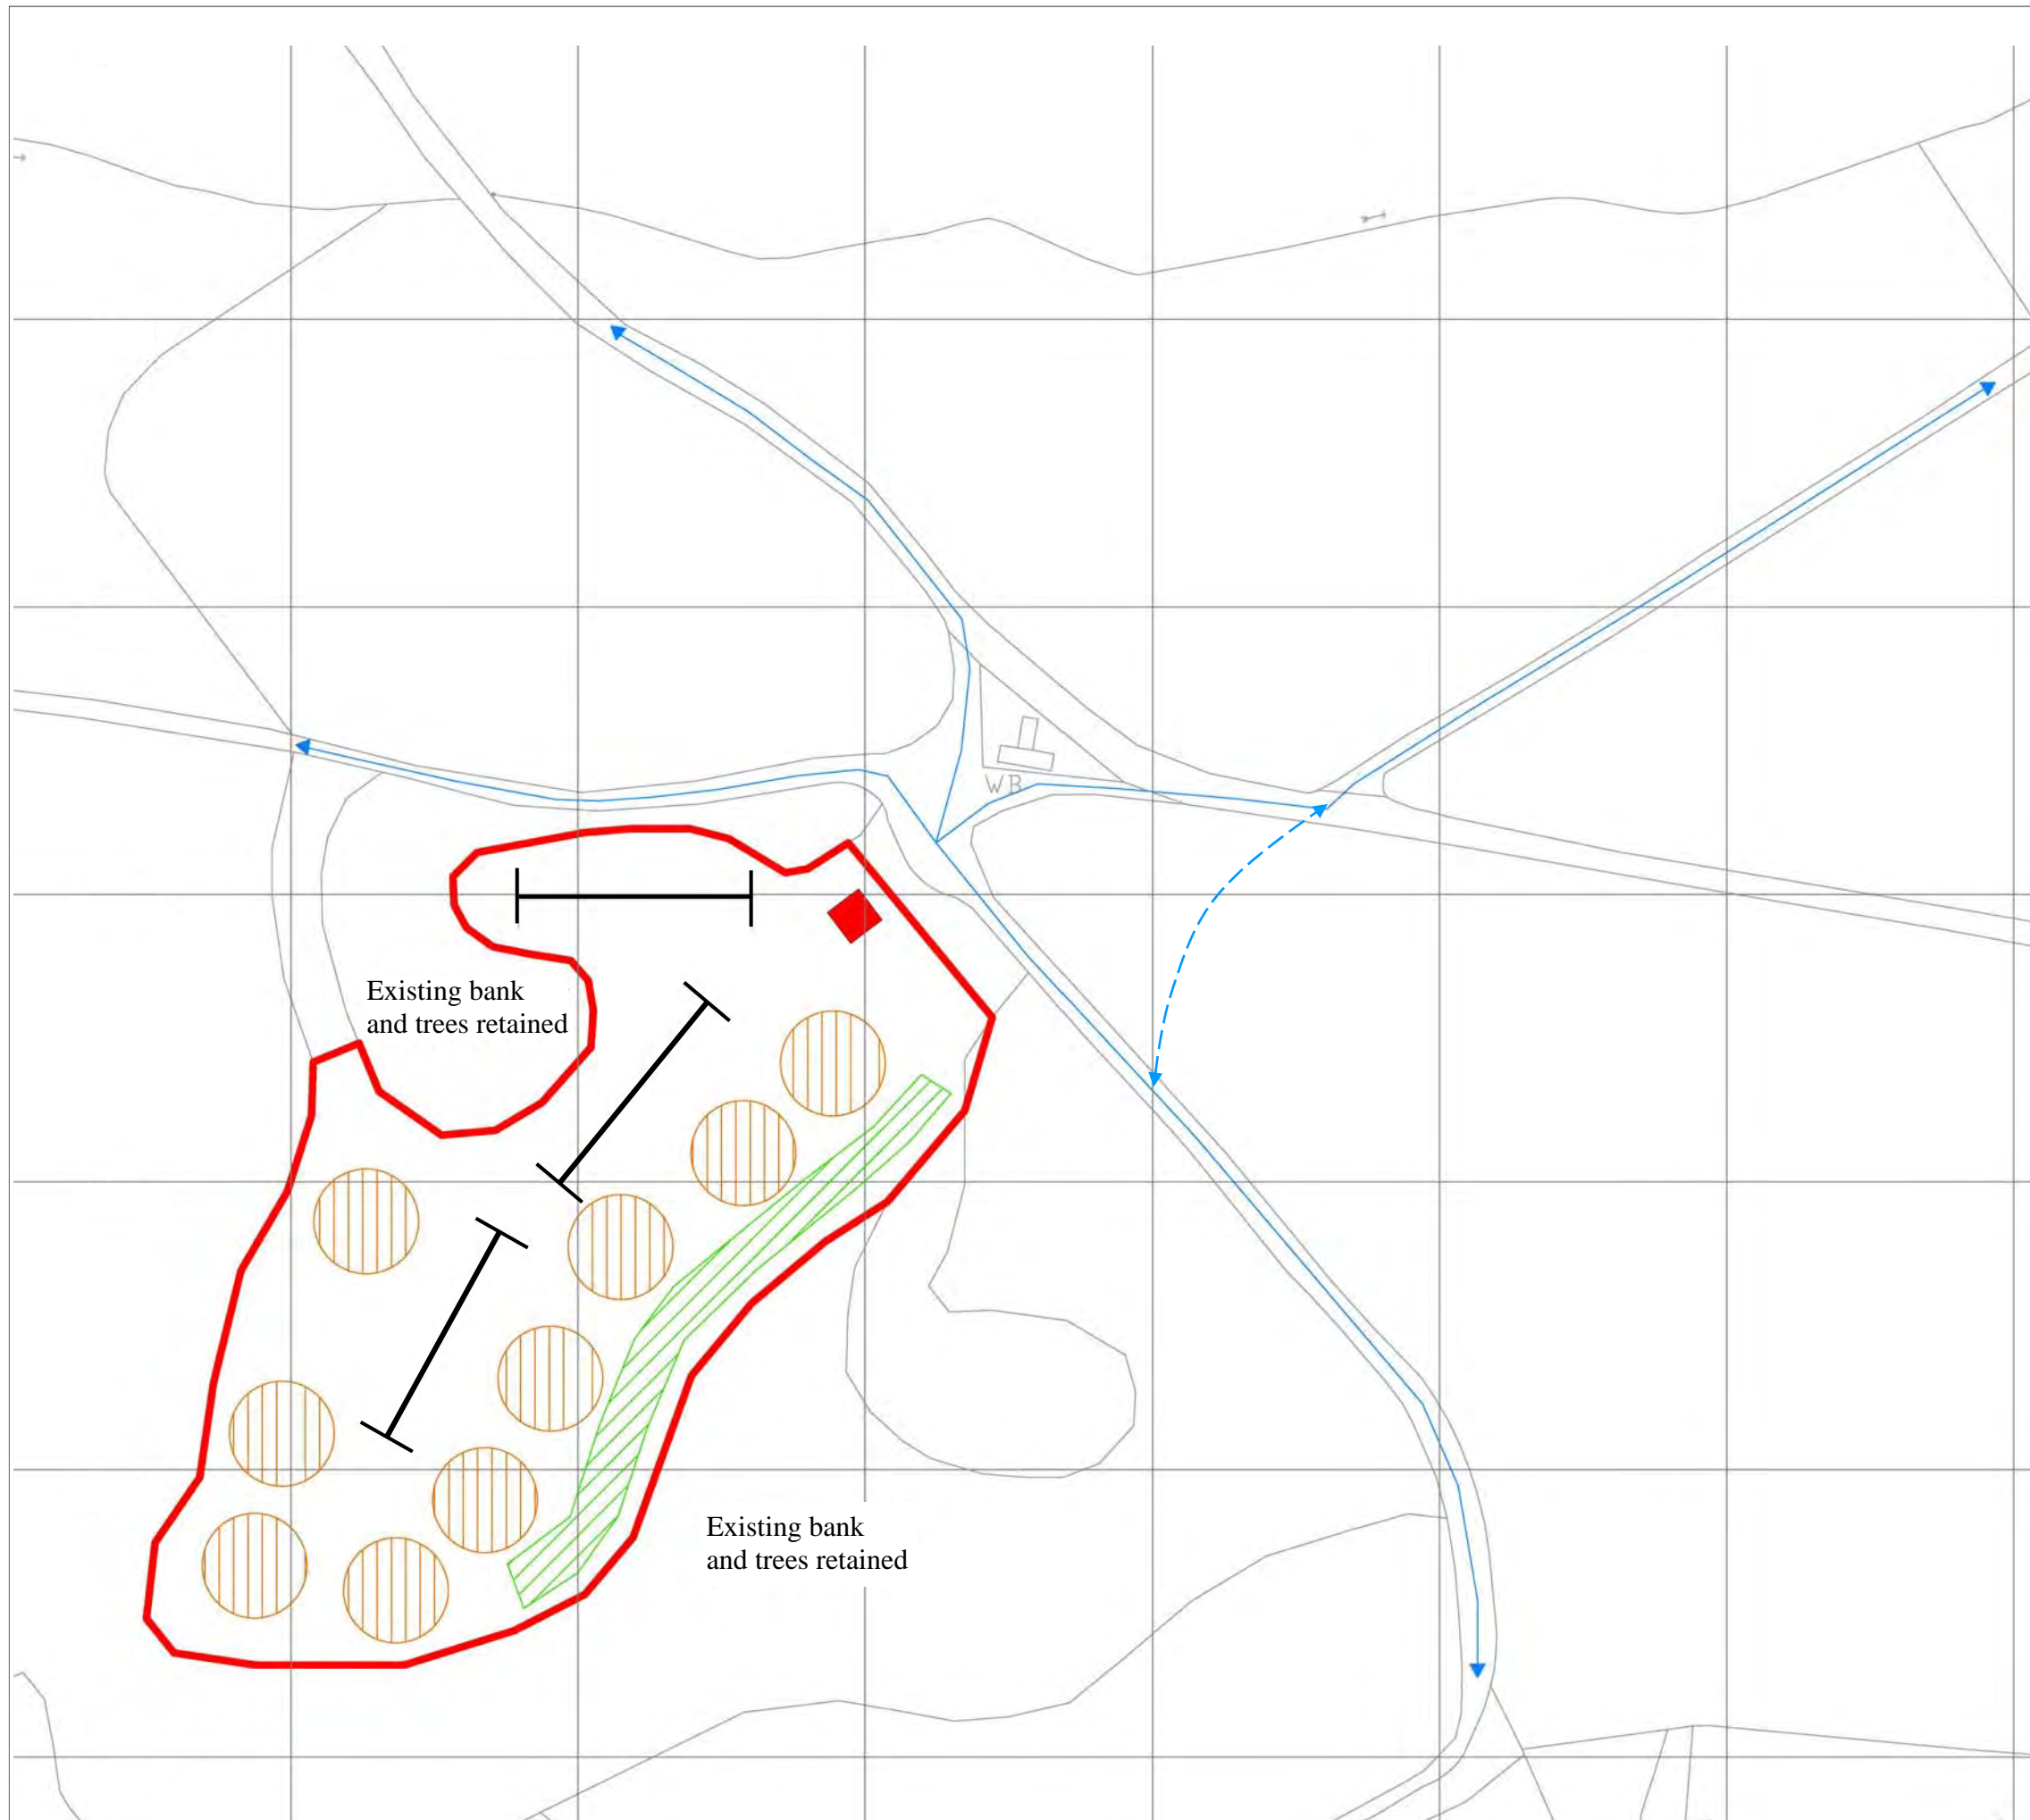 WB
Existing bank
and trees retained
Existing bank
and trees retained